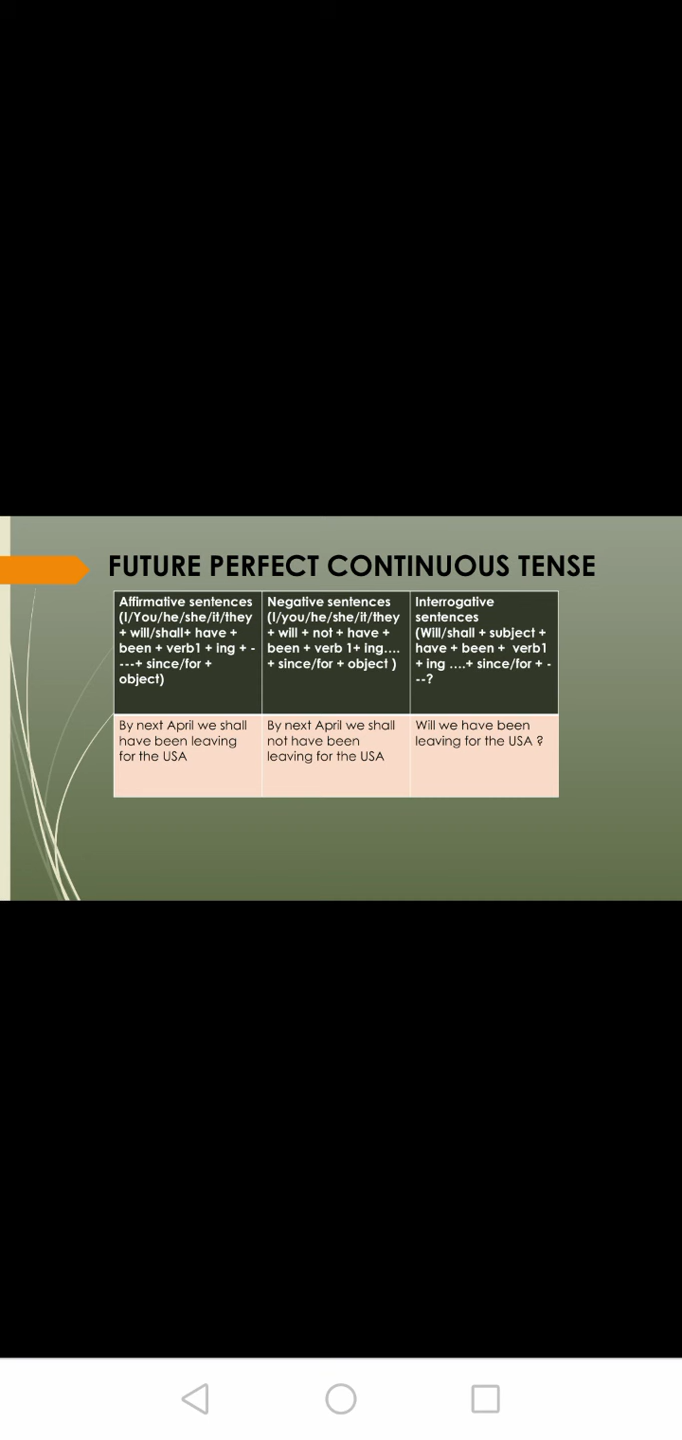 FUTURE PERFECT CONTINUOUS TENSE
Affirmative sentences
(I/You/he/she/it/they
+ will/shall+ have +
been + verb1 + ing + -
---+ since/for +
object)
Negative sentences
(I/you/he/she/it/they
+ will + not + have +
been + verb 1+ ing....
+ since/for + object )
Interrogative
sentences
(Will/shall + subject +
have + been +  verb1
+ ing ....+ since/for + -
--?
By next April we shall
have been leaving
for the USA
By next April we shall
not have been
leaving for the USA
Will we have been
leaving for the USA ?